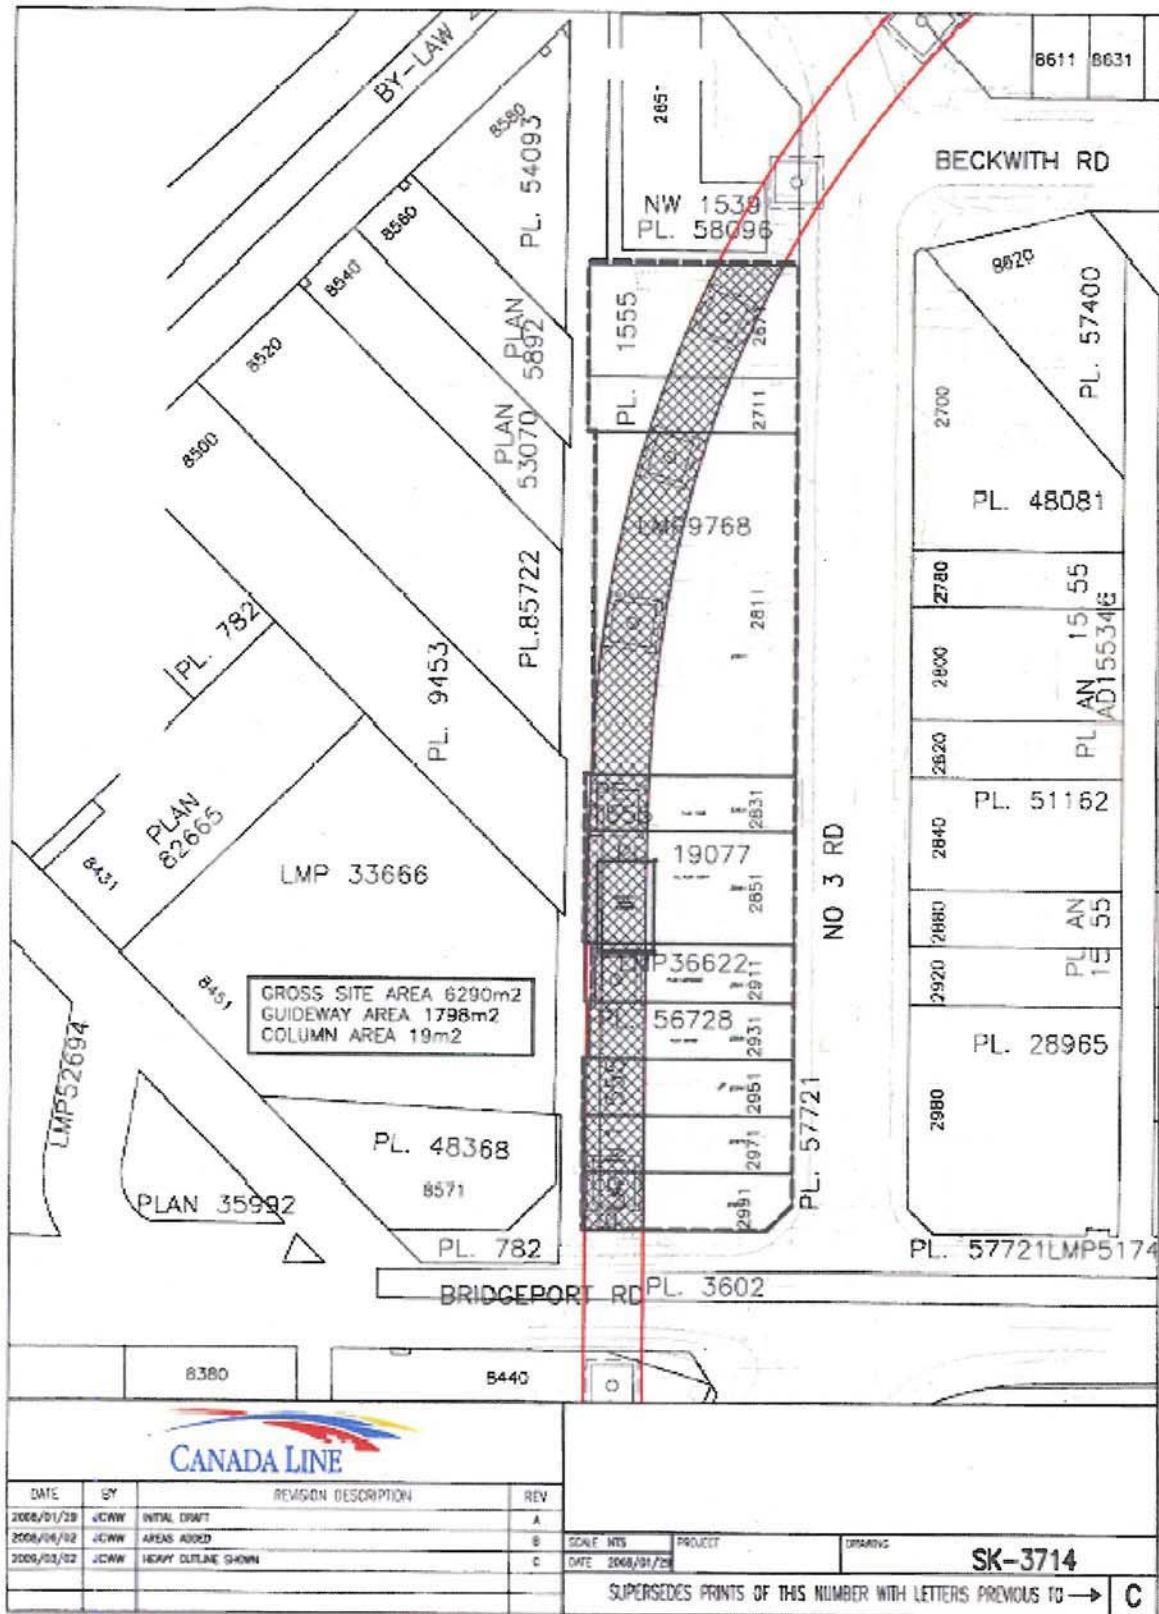 BY-LAW
8580
PL. 54093
8560
8540
8520
8500
PLAN
5892
PLAN
53070
PL.85722
PL. 9453
PL. 782
PLAN
82665
8431
LMP 33666
8451
GROSS SITE AREA 6290m2
GUIDEWAY AREA 1798m2
COLUMN AREA 19m2
LMP52694
PL. 48368
8571
PLAN 35992
PL. 782
BRIDGEPORT RD
PL. 3602
8380
8440
NW 1539
PL. 58096
1555
PL.
2711
LMP9768
2811
2831
19077
2851
LMP36622
2911
PL. 56728
2931
2951
2971
2991
NO 3 RD
PL. 57721
8611
8631
BECKWITH RD
8620
PL. 57400
2700
PL. 48081
2780
2800
PL AN 15 55
AD155346
2820
PL. 51162
2840
2880
PL AN
15 55
2920
PL. 28965
2980
PL. 57721LMP5174
CANADA LINE
DATE BY REVISION DESCRIPTION REV
2008/01/29 JCWW INITIAL DRAFT A
2008/06/02 JCWW AREAS ADDED B
2009/03/02 JCWW HEAVY OUTLINE SHOWN C
SCALE NTS PROJECT DRAWING
DATE 2008/01/29 SK-3714
SUPERSEDES PRINTS OF THIS NUMBER WITH LETTERS PREVIOUS TO → C